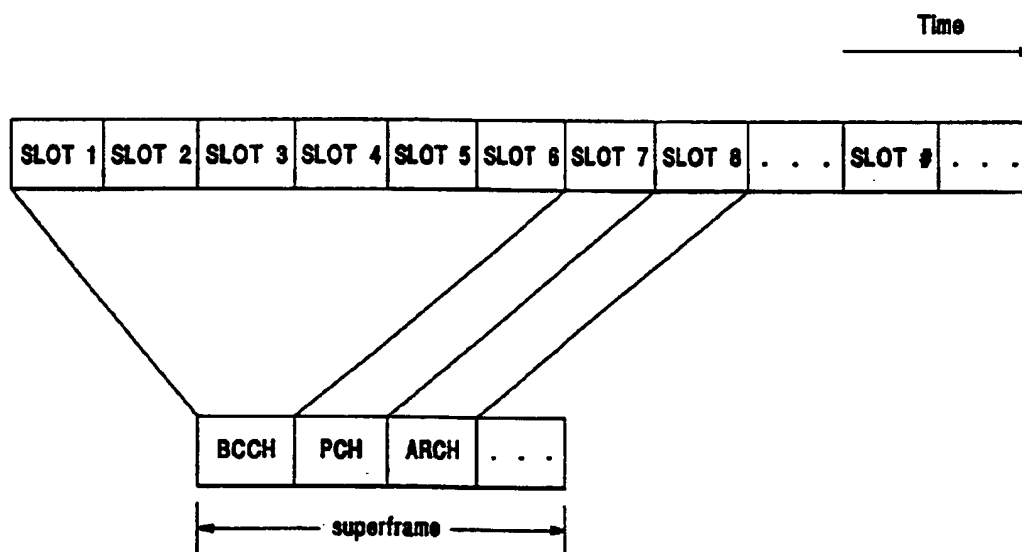 Time
SLOT 1 SLOT 2 SLOT 3 SLOT 4 SLOT 5 SLOT 6 SLOT 7 SLOT 8 . . . SLOT # . . .
BCCH PCH ARCH . . .
superframe